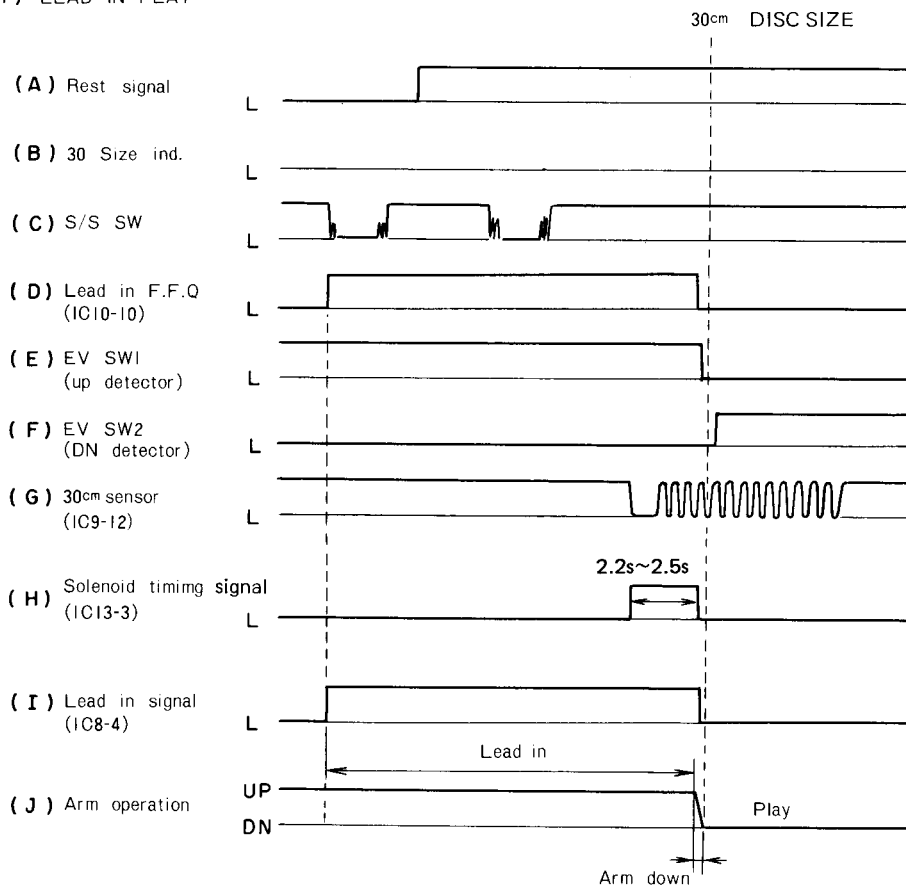 LEAD IN PLAY
30cm DISC SIZE
(A) Rest signal
L
(B) 30 Size ind.
L
(C) S/S SW
L
(D) Lead in F.F.Q
(IC10-10)
L
(E) EV SW1
(up detector)
L
(F) EV SW2
(DN detector)
L
(G) 30cm sensor
(IC9-12)
L
2.2s~2.5s
(H) Solenoid timimg signal
(IC13-3)
L
(I) Lead in signal
(IC8-4)
L
Lead in
(J) Arm operation
UP
DN
Play
Arm down